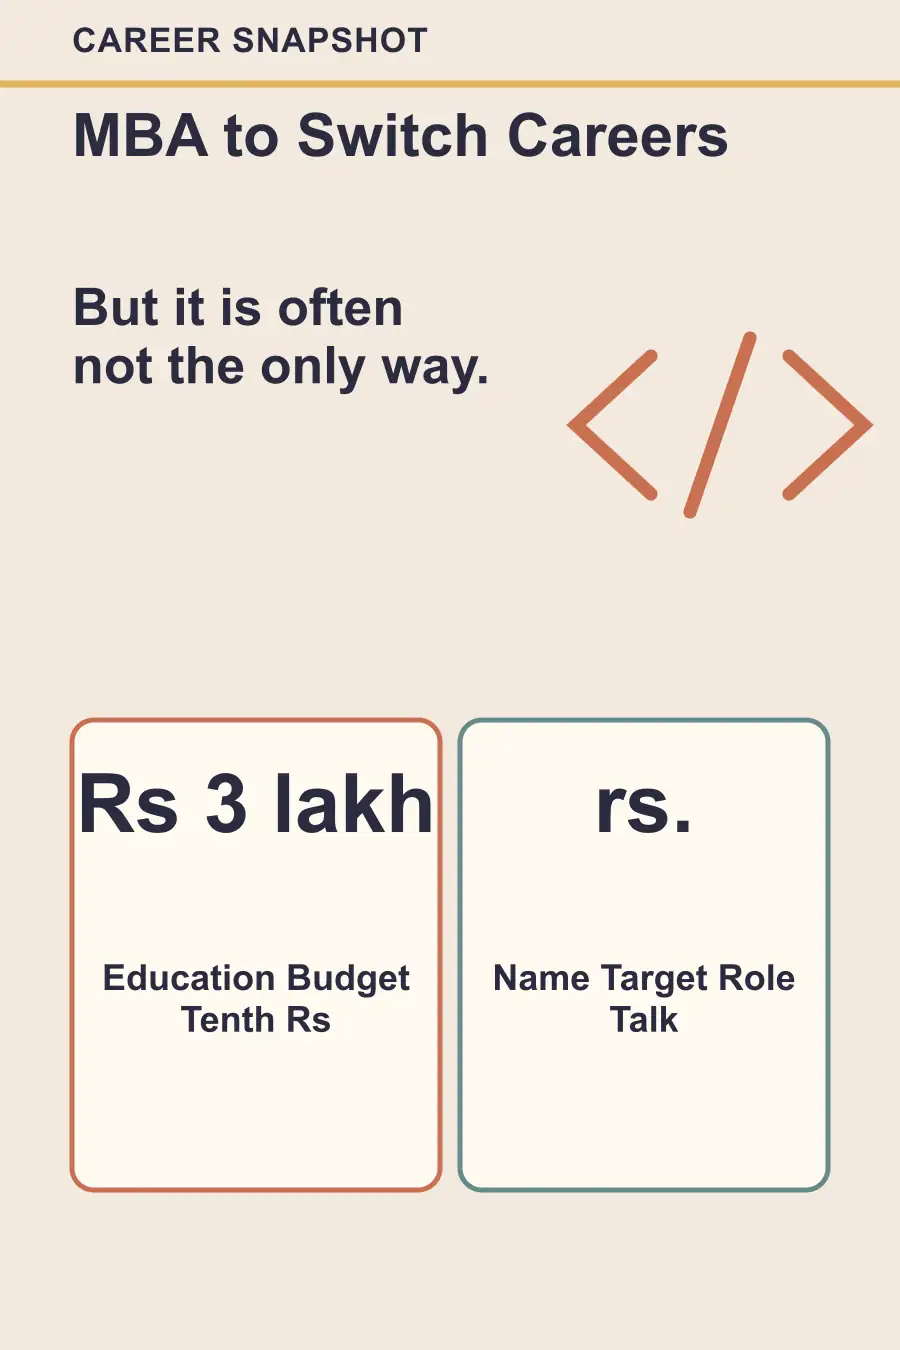 CAREER SNAPSHOT
MBA to Switch Careers
But it is often
not the only way.
Rs 3 lakh
Education Budget
Tenth Rs
rs.
Name Target Role
Talk